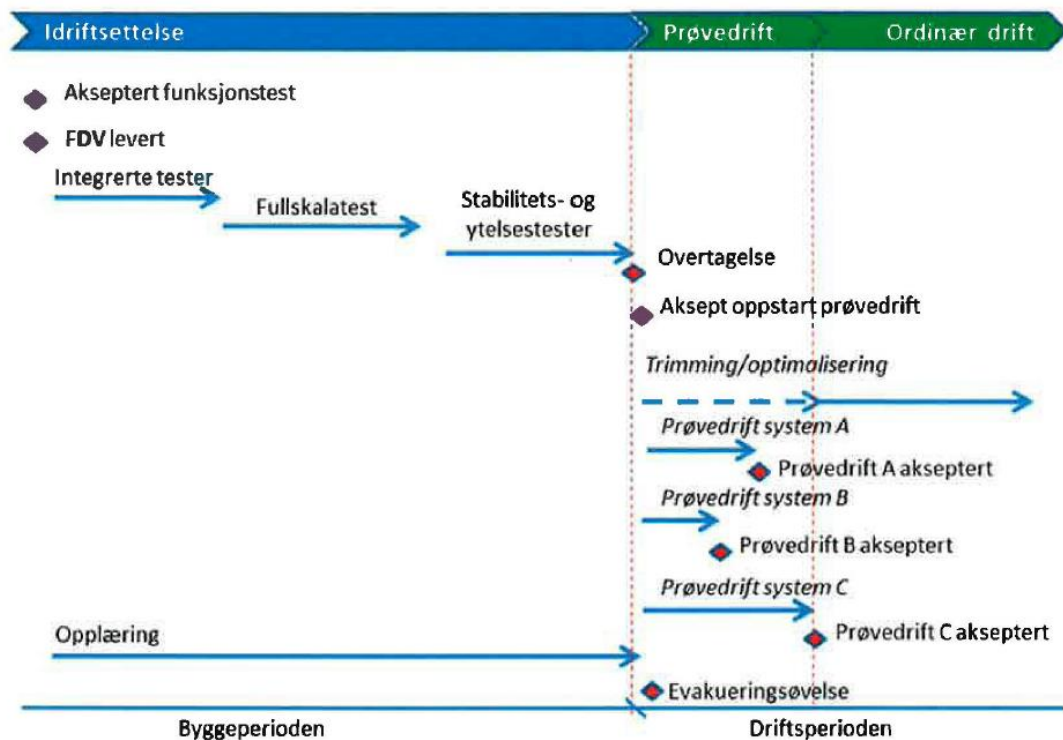 Idriftsettelse
Prøvedrift
Ordinær drift
Akseptert funksjonstest
FDV levert
Integrerte tester
Fullskalatest
Stabilitets- og
ytelsestester
Overtagelse
Aksept oppstart prøvedrift
Trimming/optimalisering
Prøvedrift system A
Prøvedrift A akseptert
Prøvedrift system B
Prøvedrift B akseptert
Prøvedrift system C
Prøvedrift C akseptert
Opplæring
Evakueringsøvelse
Byggeperioden
Driftsperioden